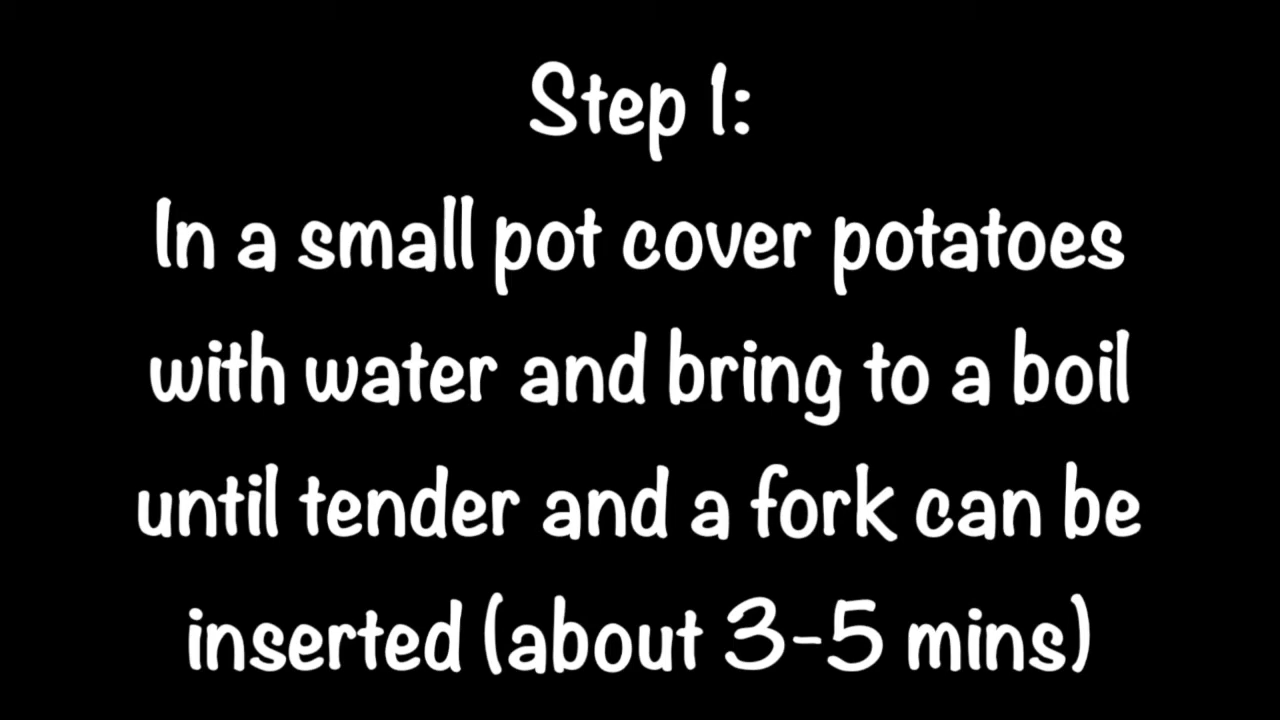 Step 1:
In a small pot cover potatoes
with water and bring to a boil
until tender and a fork can be
inserted (about 3-5 mins)